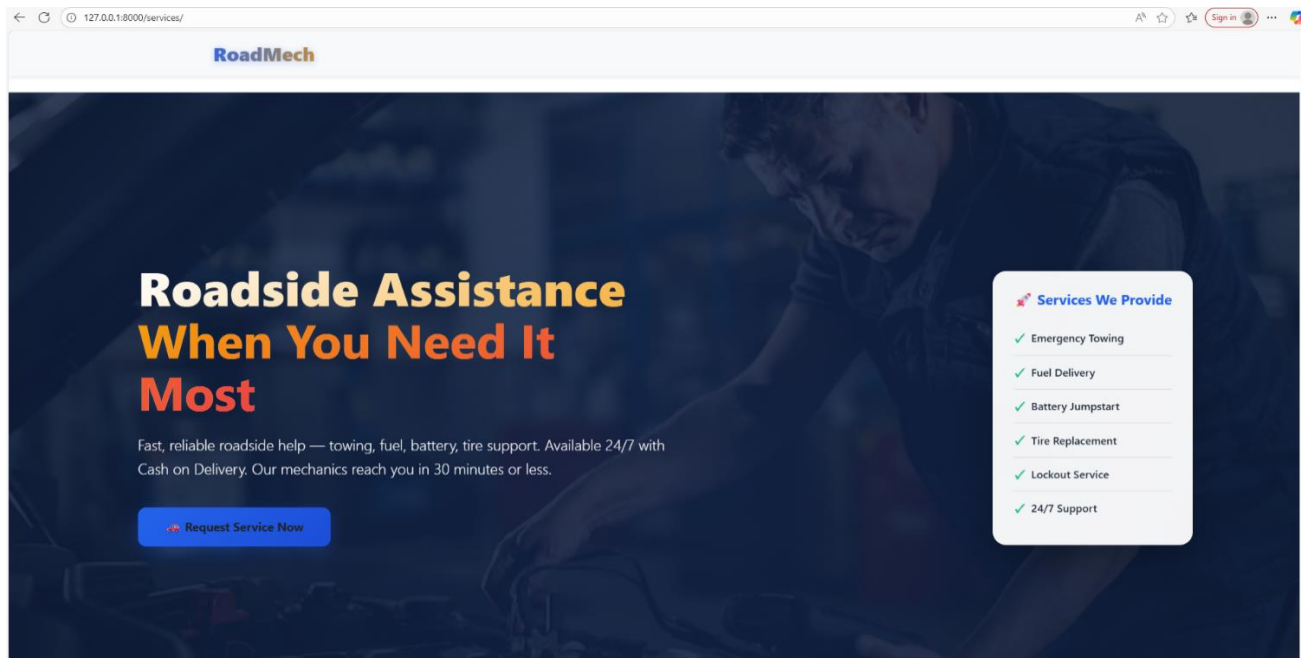 127.0.0.1:8000/services/
Sign in
RoadMech
Roadside Assistance
When You Need It
Most
Fast, reliable roadside help — towing, fuel, battery, tire support. Available 24/7 with
Cash on Delivery. Our mechanics reach you in 30 minutes or less.
🚗 Request Service Now
🚀 Services We Provide
✓ Emergency Towing
✓ Fuel Delivery
✓ Battery Jumpstart
✓ Tire Replacement
✓ Lockout Service
✓ 24/7 Support